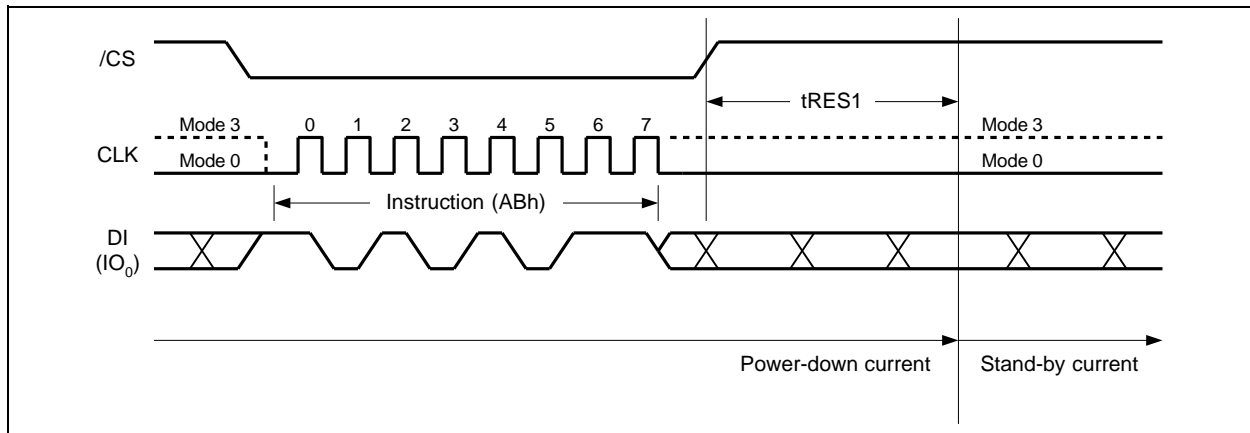 /CS
tRES1
Mode 3
0 1 2 3 4 5 6 7
Mode 3
CLK
Mode 0
Mode 0
Instruction (ABh)
DI
(IO0)
Power-down current
Stand-by current